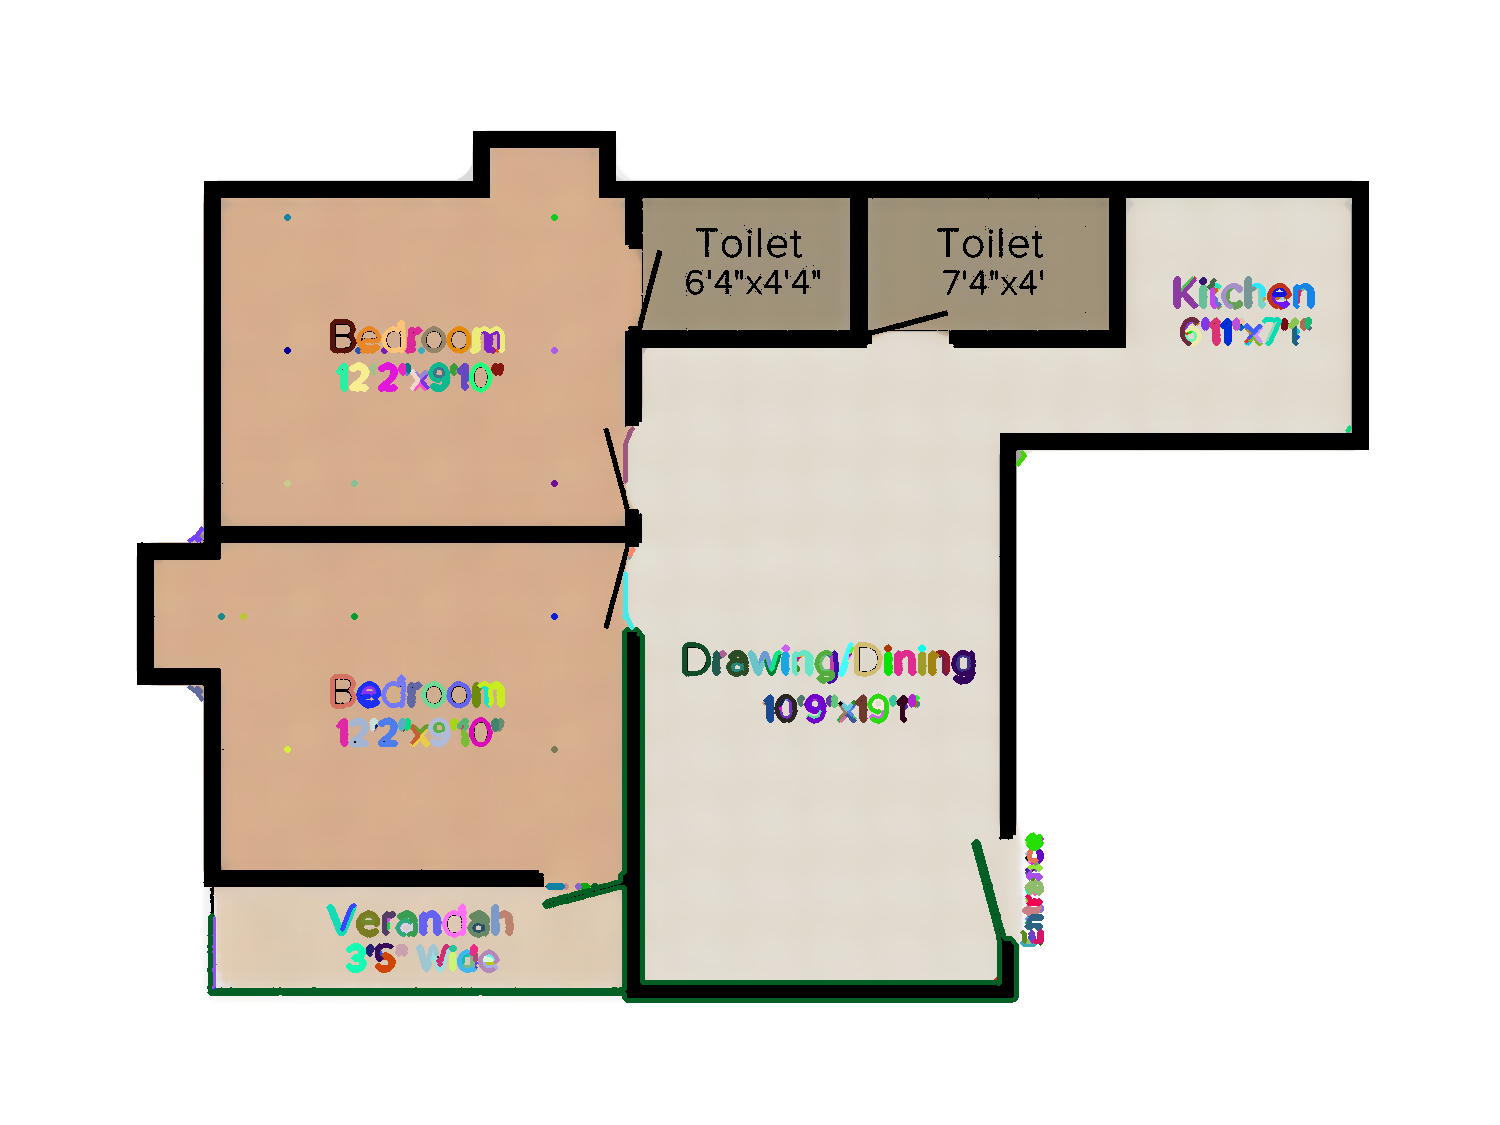 Toilet
6'4"x4'4"
Toilet
7'4"x4'
Kitchen
6'11"x7'1"
Bedroom
12'2"x9'10"
Drawing/Dining
10'9"x19'1"
Bedroom
12'2"x9'10"
Verandah
3'5" Wide
Entrance